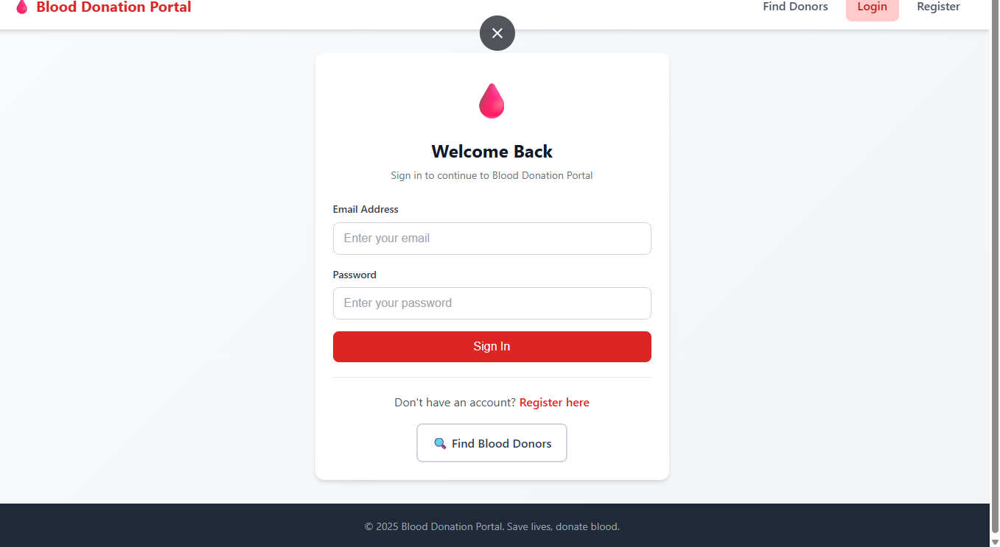 Blood Donation Portal
Find Donors
Login
Register
Welcome Back
Sign in to continue to Blood Donation Portal
Email Address
Enter your email
Password
Enter your password
Sign In
Don't have an account? Register here
Find Blood Donors
© 2025 Blood Donation Portal. Save lives, donate blood.